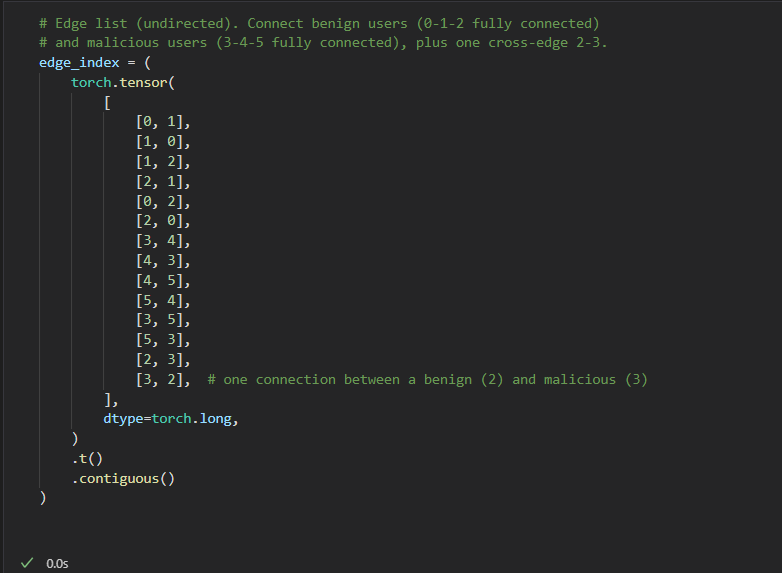 # Edge list (undirected). Connect benign users (0-1-2 fully connected)
# and malicious users (3-4-5 fully connected), plus one cross-edge 2-3.
edge_index = (
    torch.tensor(
        [
            [0, 1],
            [1, 0],
            [1, 2],
            [2, 1],
            [0, 2],
            [2, 0],
            [3, 4],
            [4, 3],
            [4, 5],
            [5, 4],
            [3, 5],
            [5, 3],
            [2, 3],
            [3, 2],  # one connection between a benign (2) and malicious (3)
        ],
        dtype=torch.long,
    )
    .t()
    .contiguous()
)
0.0s